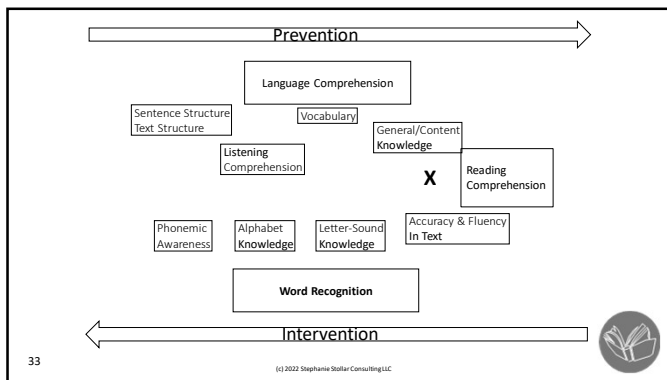 Prevention
Language Comprehension
Sentence Structure
Text Structure
Vocabulary
General/Content
Knowledge
Listening
Comprehension
X
Reading
Comprehension
Phonemic
Awareness
Alphabet
Knowledge
Letter-Sound
Knowledge
Accuracy & Fluency
In Text
Word Recognition
Intervention
33
(c) 2022 Stephanie Stollar Consulting LLC